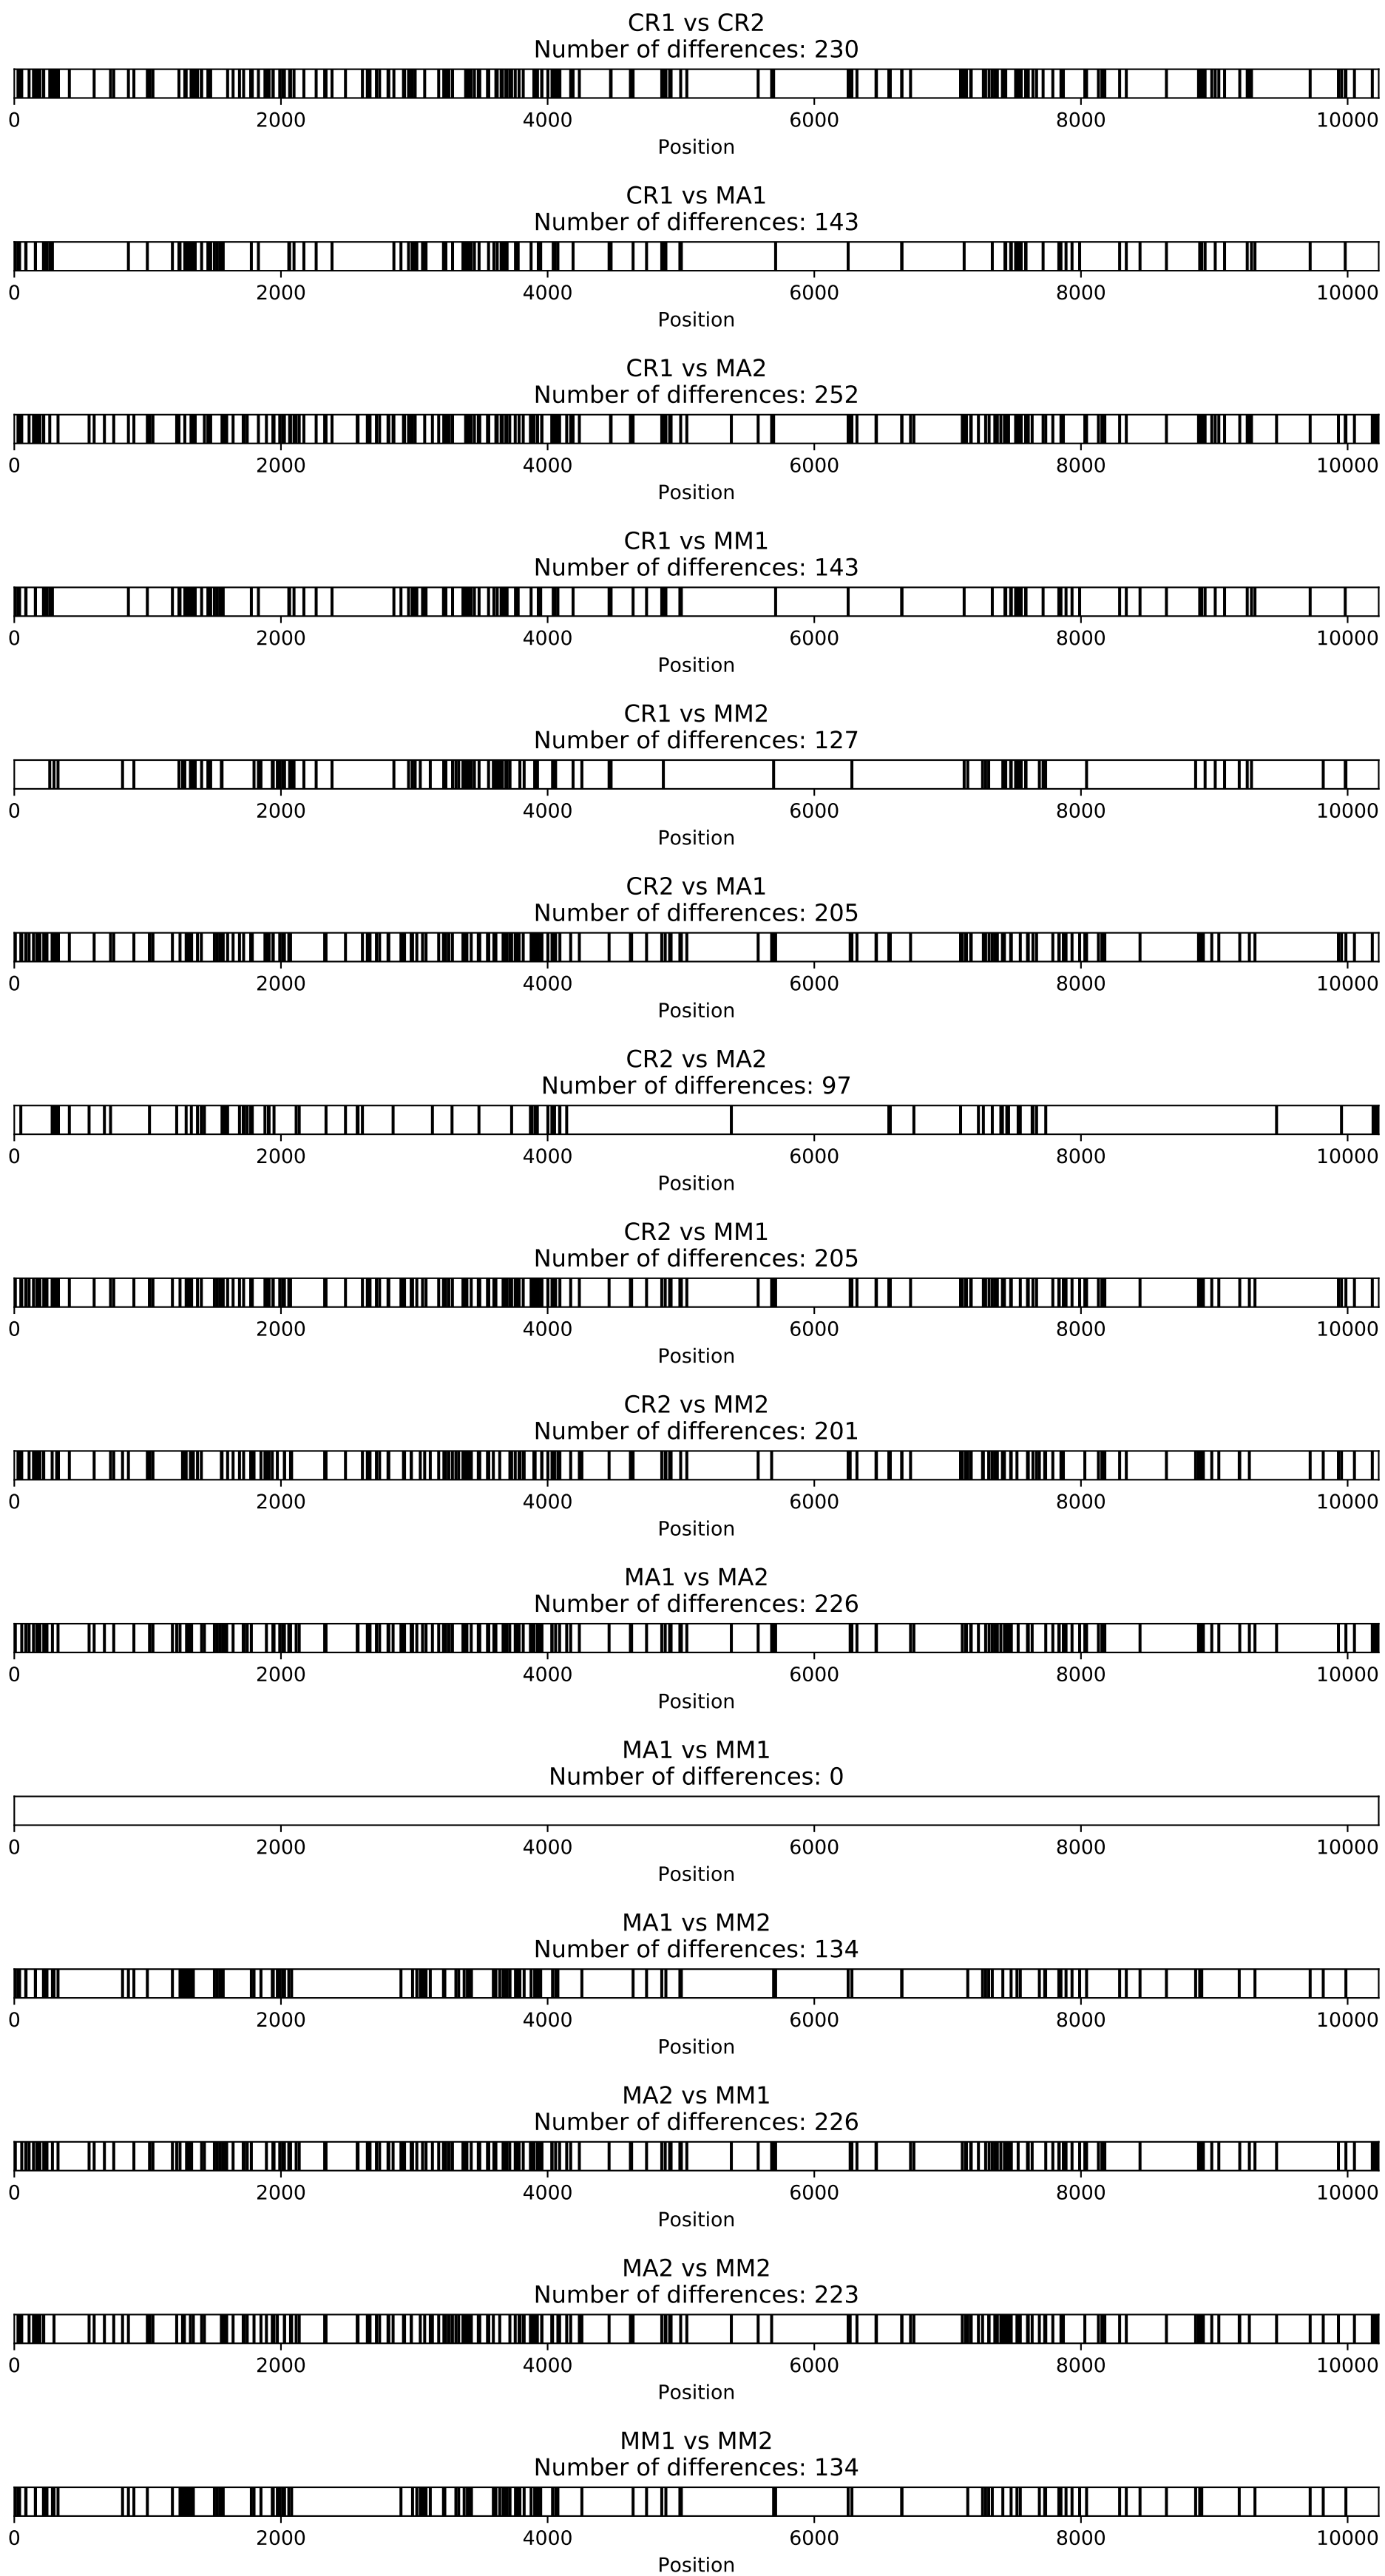 CR1 vs CR2
Number of differences: 230
0 2000 4000 6000 8000 10000
Position
CR1 vs MA1
Number of differences: 143
0 2000 4000 6000 8000 10000
Position
CR1 vs MA2
Number of differences: 252
0 2000 4000 6000 8000 10000
Position
CR1 vs MM1
Number of differences: 143
0 2000 4000 6000 8000 10000
Position
CR1 vs MM2
Number of differences: 127
0 2000 4000 6000 8000 10000
Position
CR2 vs MA1
Number of differences: 205
0 2000 4000 6000 8000 10000
Position
CR2 vs MA2
Number of differences: 97
0 2000 4000 6000 8000 10000
Position
CR2 vs MM1
Number of differences: 205
0 2000 4000 6000 8000 10000
Position
CR2 vs MM2
Number of differences: 201
0 2000 4000 6000 8000 10000
Position
MA1 vs MA2
Number of differences: 226
0 2000 4000 6000 8000 10000
Position
MA1 vs MM1
Number of differences: 0
0 2000 4000 6000 8000 10000
Position
MA1 vs MM2
Number of differences: 134
0 2000 4000 6000 8000 10000
Position
MA2 vs MM1
Number of differences: 226
0 2000 4000 6000 8000 10000
Position
MA2 vs MM2
Number of differences: 223
0 2000 4000 6000 8000 10000
Position
MM1 vs MM2
Number of differences: 134
0 2000 4000 6000 8000 10000
Position